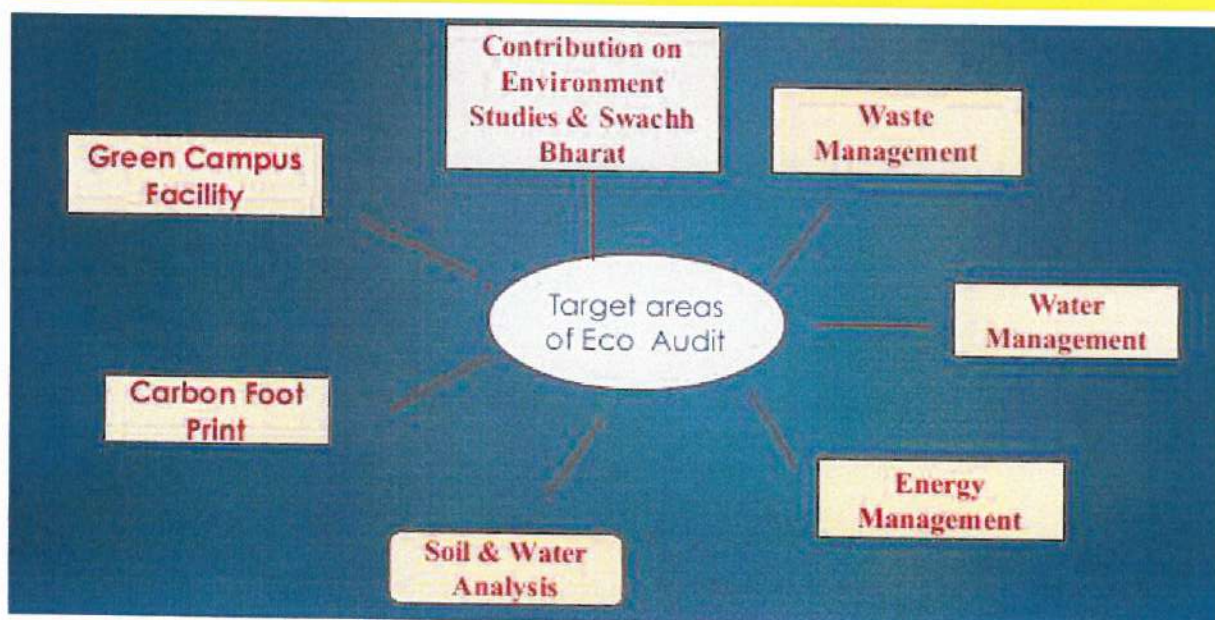 Contribution on
Environment
Studies & Swachh
Bharat
Waste
Management
Green Campus
Facility
Target areas
of Eco Audit
Water
Management
Carbon Foot
Print
Energy
Management
Soil & Water
Analysis